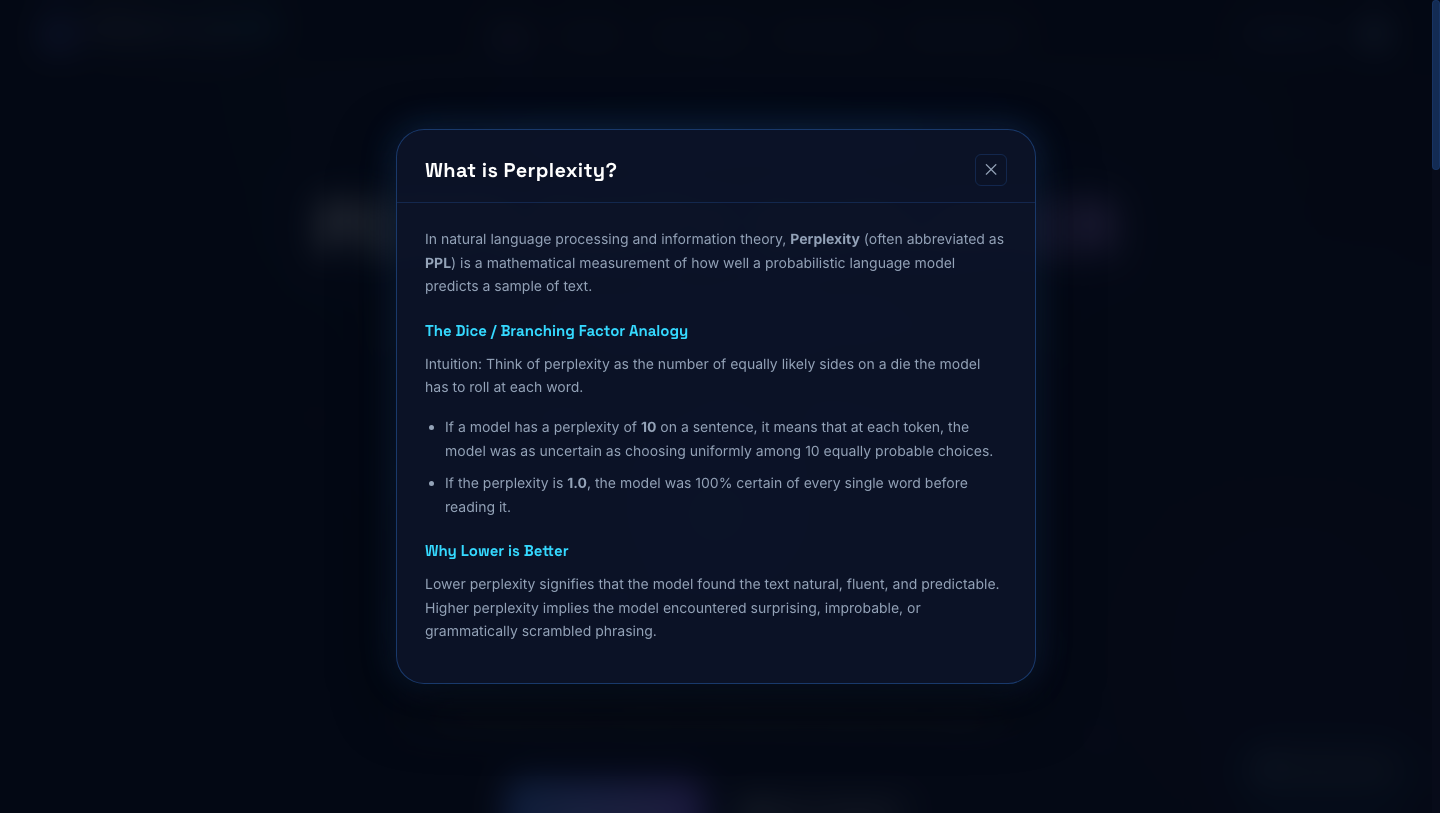 What is Perplexity?
In natural language processing and information theory, Perplexity (often abbreviated as
PPL) is a mathematical measurement of how well a probabilistic language model
predicts a sample of text.
The Dice / Branching Factor Analogy
Intuition: Think of perplexity as the number of equally likely sides on a die the model
has to roll at each word.
• If a model has a perplexity of 10 on a sentence, it means that at each token, the
model was as uncertain as choosing uniformly among 10 equally probable choices.
• If the perplexity is 1.0, the model was 100% certain of every single word before
reading it.
Why Lower is Better
Lower perplexity signifies that the model found the text natural, fluent, and predictable.
Higher perplexity implies the model encountered surprising, improbable, or
grammatically scrambled phrasing.